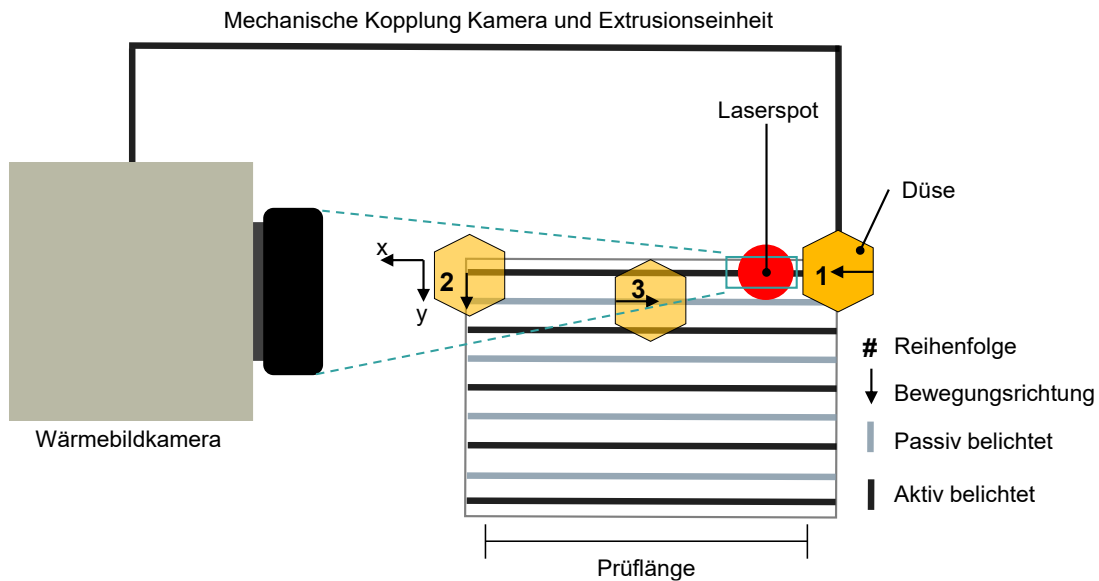 Mechanische Kopplung Kamera und Extrusionseinheit
Laserspot
Düse
x
y
2
3
1
# Reihenfolge
Bewegungsrichtung
Passiv belichtet
Aktiv belichtet
Wärmebildkamera
Prüflänge